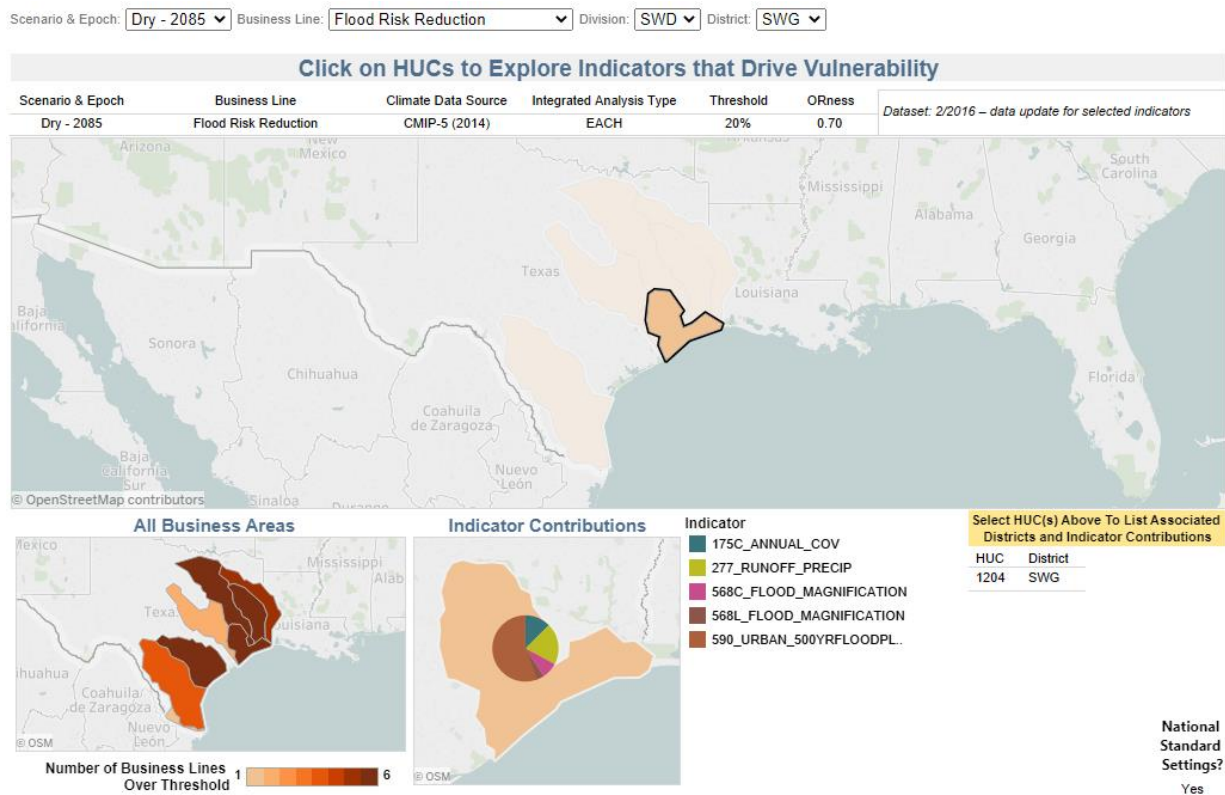 Scenario & Epoch: Dry - 2085 Business Line: Flood Risk Reduction Division: SWD District: SWG
Click on HUCs to Explore Indicators that Drive Vulnerability
Scenario & Epoch Business Line Climate Data Source Integrated Analysis Type Threshold ORness
Dataset: 2/2016 – data update for selected indicators
Dry - 2085 Flood Risk Reduction CMIP-5 (2014) EACH 20% 0.70
Arizona
New
Mexico
Arkansas
South
Carolina
Mississippi
Alabama
Georgia
Texas
Louisiana
Baja
California
Sonora
Chihuahua
Florida
Coahuila
de Zaragoza
Baja
California
Sur
Nuevo
León
© OpenStreetMap contributors
Sinaloa
Durango
All Business Areas
Mexico
Mississippi
Alab
Texa
ouisiana
ihuahua
Coahuila
de Zaragoza
Nuevo
León
© OSM
Number of Business Lines
Over Threshold
1
6
Indicator Contributions
© OSM
Indicator
175C_ANNUAL_COV
277_RUNOFF_PRECIP
568C_FLOOD_MAGNIFICATION
568L_FLOOD_MAGNIFICATION
590_URBAN_500YRFLOODPL..
Select HUC(s) Above To List Associated
Districts and Indicator Contributions
HUC District
1204 SWG
National
Standard
Settings?
Yes